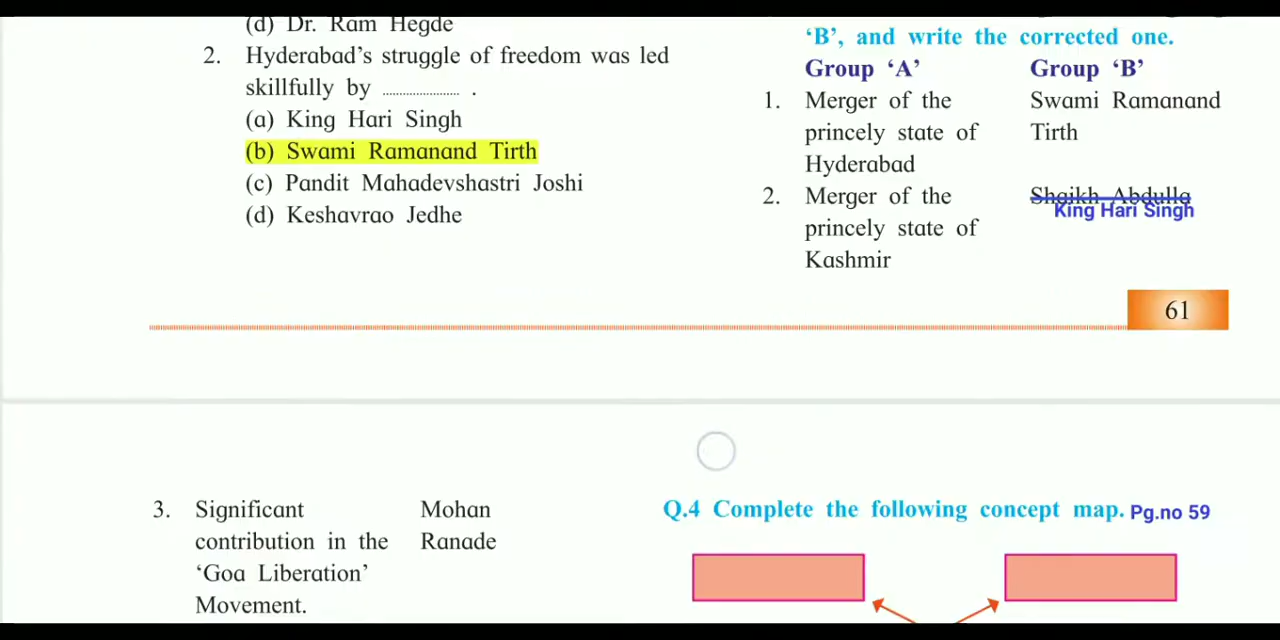 (d) Dr. Ram Hegde
2. Hyderabad's struggle of freedom was led
skillfully by ........................ .
(a) King Hari Singh
(b) Swami Ramanand Tirth
(c) Pandit Mahadevshastri Joshi
(d) Keshavrao Jedhe
'B', and write the corrected one.
Group 'A' Group 'B'
1. Merger of the Swami Ramanand
princely state of Tirth
Hyderabad
2. Merger of the Shaikh Abdulla
King Hari Singh
princely state of
Kashmir
61
3. Significant Mohan
contribution in the Ranade
'Goa Liberation'
Movement.
Q.4 Complete the following concept map. Pg.no 59